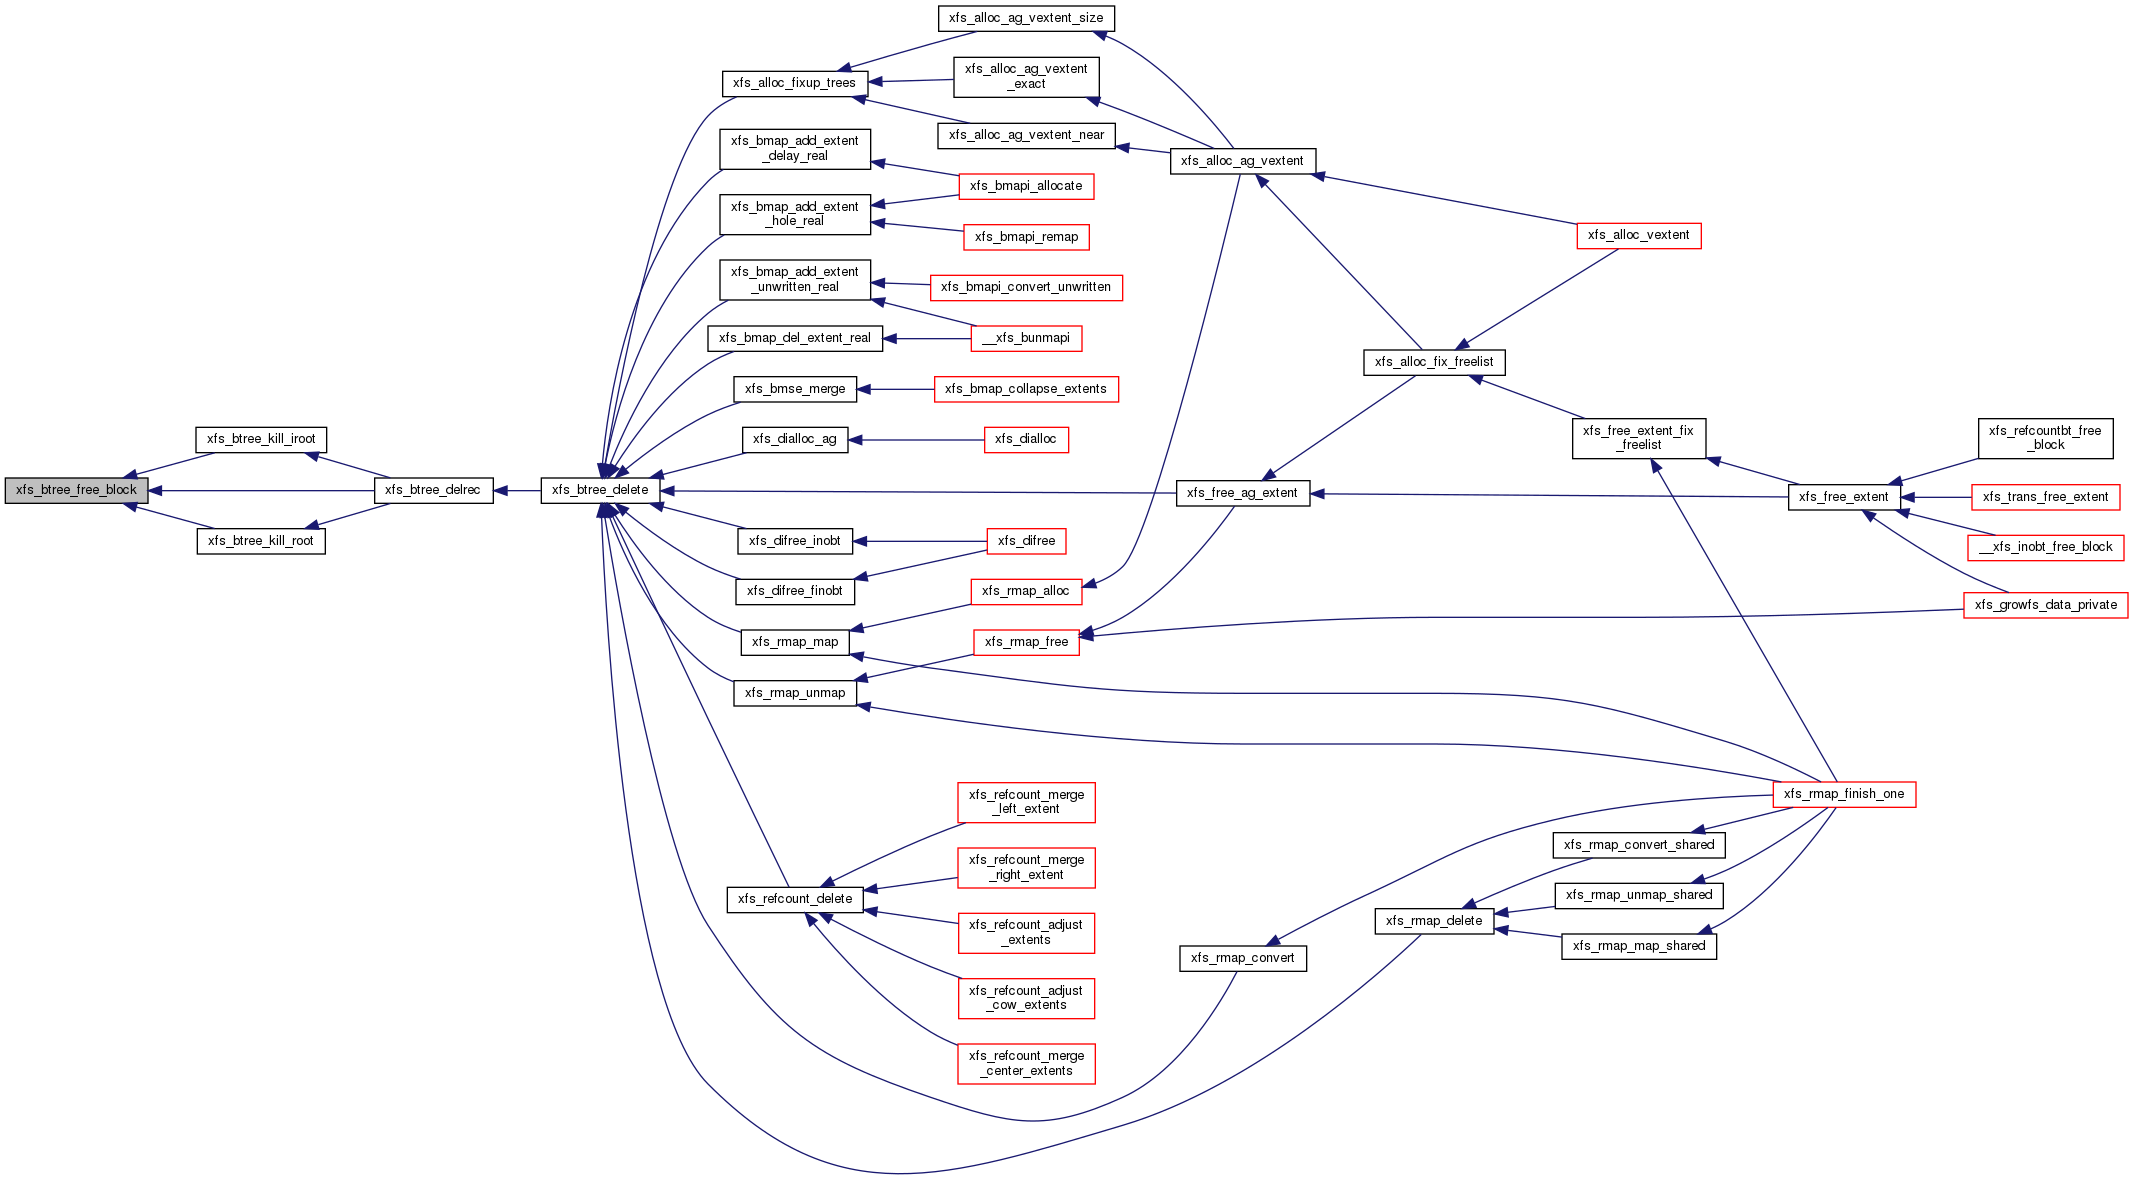 xfs_btree_free_block
xfs_btree_kill_iroot
xfs_btree_kill_root
xfs_btree_delrec
xfs_btree_delete
xfs_alloc_fixup_trees
xfs_bmap_add_extent
_delay_real
xfs_bmap_add_extent
_hole_real
xfs_bmap_add_extent
_unwritten_real
xfs_bmap_del_extent_real
xfs_bmse_merge
xfs_dialloc_ag
xfs_difree_inobt
xfs_difree_finobt
xfs_rmap_map
xfs_rmap_unmap
xfs_refcount_delete
xfs_alloc_ag_vextent_size
xfs_alloc_ag_vextent
_exact
xfs_alloc_ag_vextent_near
xfs_bmapi_allocate
xfs_bmapi_remap
xfs_bmapi_convert_unwritten
__xfs_bunmapi
xfs_bmap_collapse_extents
xfs_dialloc
xfs_difree
xfs_rmap_alloc
xfs_rmap_free
xfs_refcount_merge
_left_extent
xfs_refcount_merge
_right_extent
xfs_refcount_adjust
_extents
xfs_refcount_adjust
_cow_extents
xfs_refcount_merge
_center_extents
xfs_alloc_ag_vextent
xfs_free_ag_extent
xfs_rmap_convert
xfs_alloc_fix_freelist
xfs_rmap_delete
xfs_alloc_vextent
xfs_free_extent_fix
_freelist
xfs_rmap_convert_shared
xfs_rmap_unmap_shared
xfs_rmap_map_shared
xfs_free_extent
xfs_rmap_finish_one
xfs_refcountbt_free
_block
xfs_trans_free_extent
__xfs_inobt_free_block
xfs_growfs_data_private